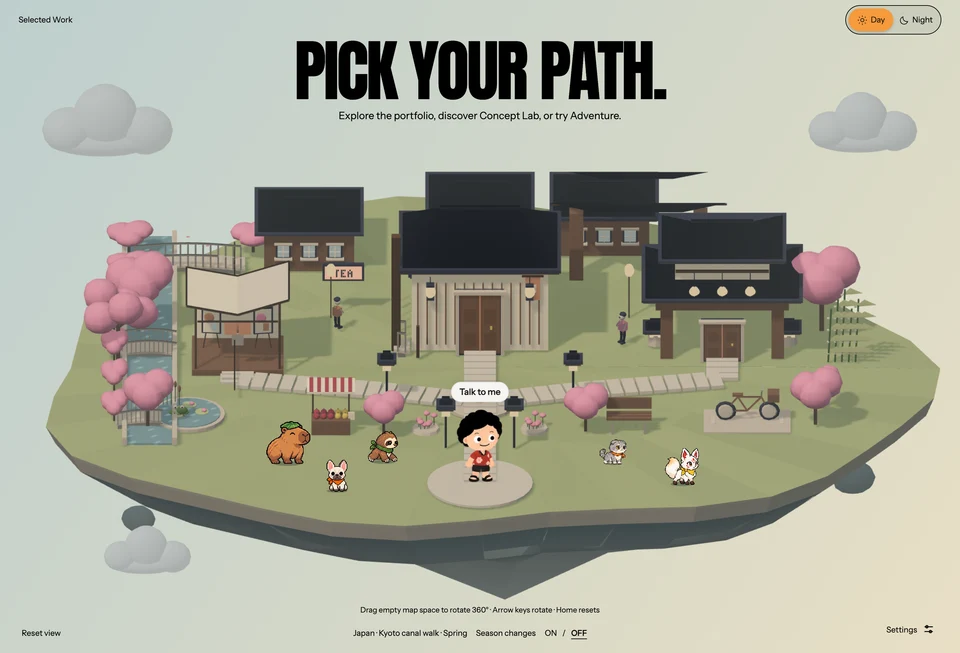 Selected Work
Day
Night
PICK YOUR PATH.
Explore the portfolio, discover Concept Lab, or try Adventure.
TEA
Talk to me
Drag empty map space to rotate 360° · Arrow keys rotate · Home resets
Reset view
Japan · Kyoto canal walk · Spring Season changes ON / OFF
Settings